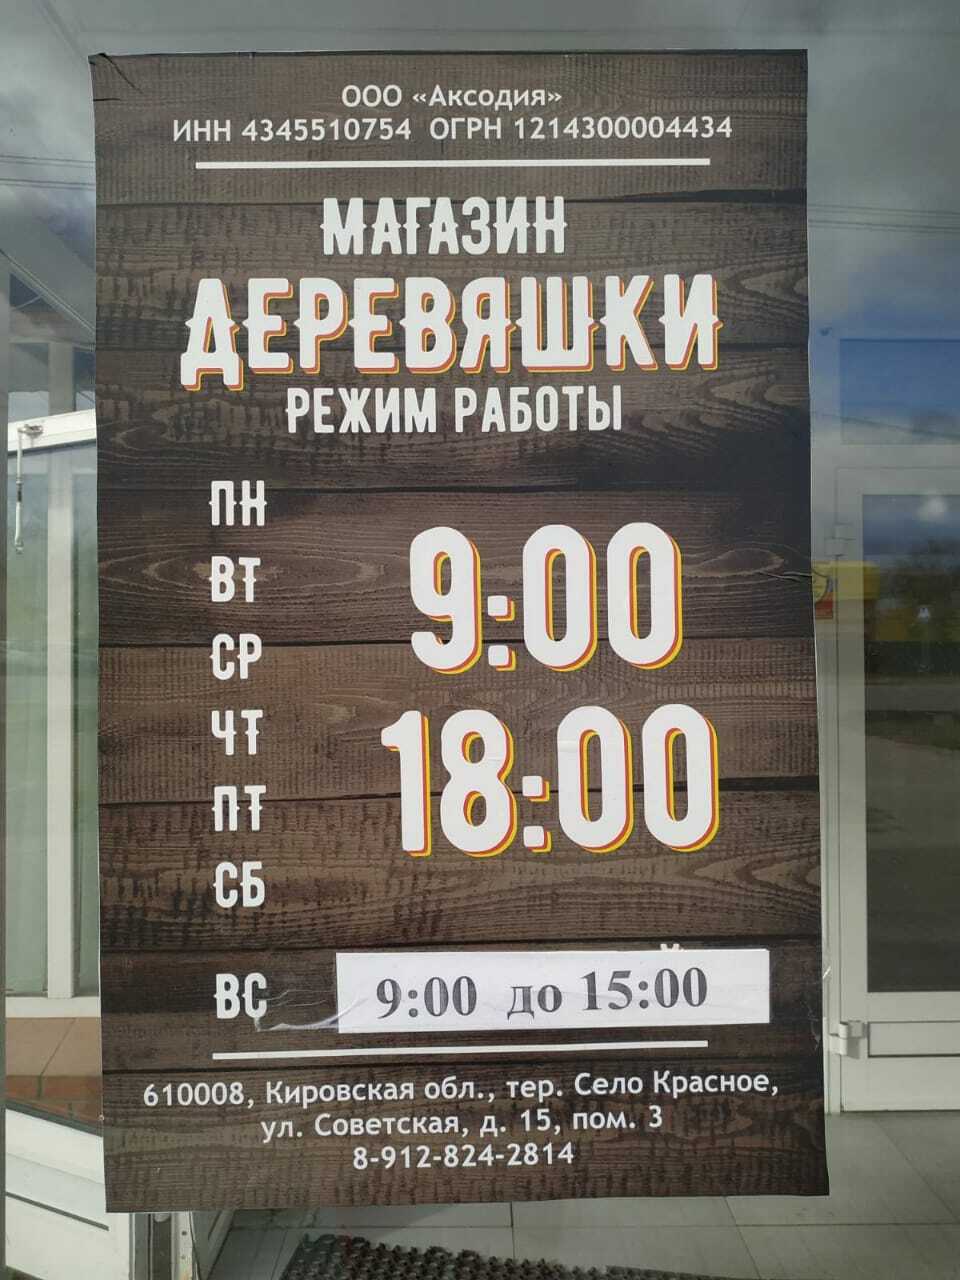 ООО «Аксодия»
ИНН 4345510754 ОГРН 1214300004434
МАГАЗИН
ДЕРЕВЯШКИ
РЕЖИМ РАБОТЫ
ПН
ВТ
СР
ЧТ
ПТ
СБ
9:00
18:00
ВС 9:00 до 15:00
610008, Кировская обл., тер. Село Красное,
ул. Советская, д. 15, пом. 3
8-912-824-2814